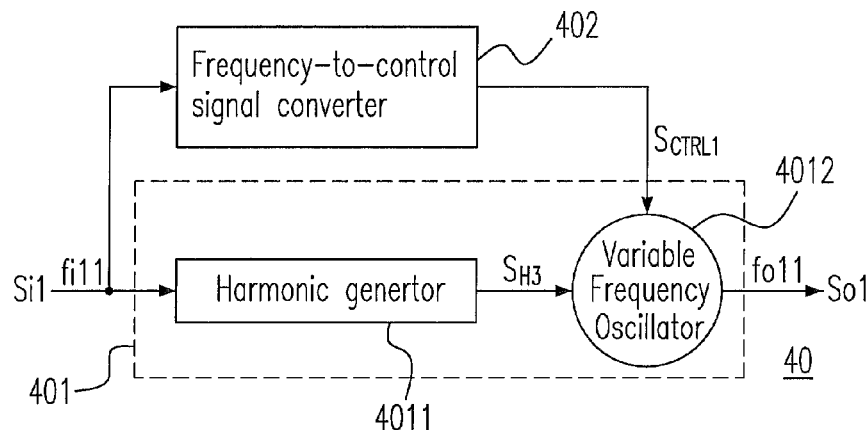 402
Frequency-to-control
signal converter
SCTRL1
4012
Si1
fi11
Harmonic genertor
SH3
Variable
Frequency
Oscillator
fo11
So1
401
4011
40